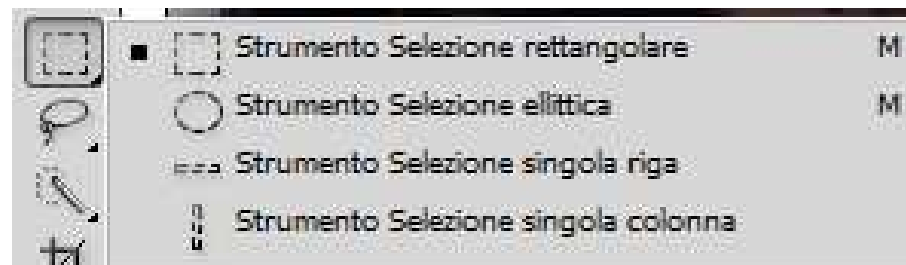 Strumento Selezione rettangolare M
Strumento Selezione ellittica M
Strumento Selezione singola riga
Strumento Selezione singola colonna